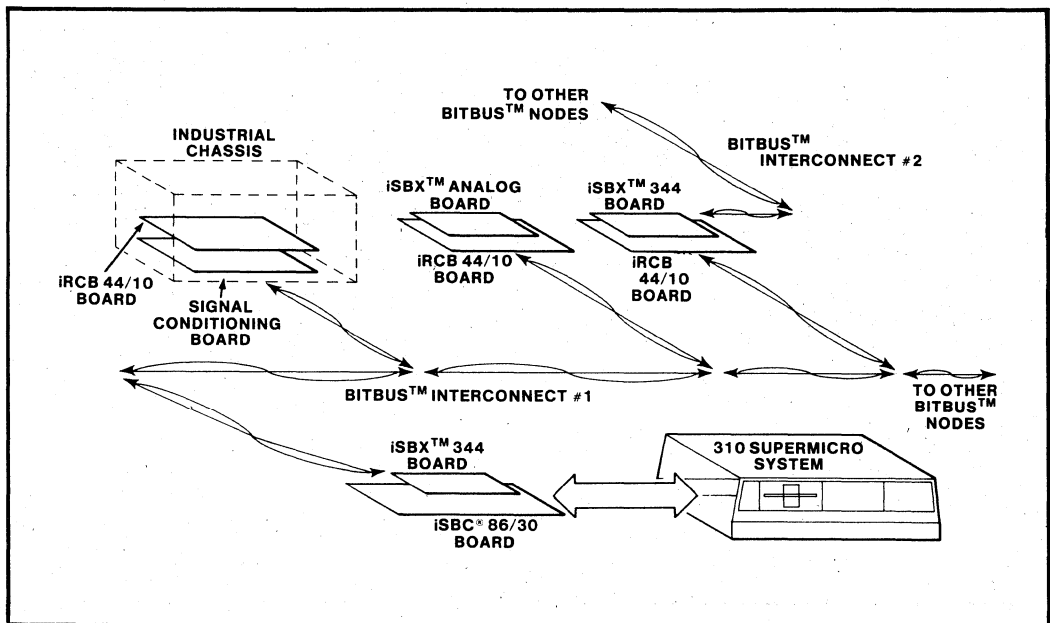 TO OTHER
BITBUS™ NODES
BITBUS™
INTERCONNECT #2
INDUSTRIAL
CHASSIS
iSBX™ ANALOG
BOARD
iSBX™ 344
BOARD
iRCB 44/10
BOARD
SIGNAL
CONDITIONING
BOARD
iRCB 44/10
BOARD
iRCB
44/10
BOARD
BITBUS™ INTERCONNECT #1
TO OTHER
BITBUS™
NODES
iSBX™ 344
BOARD
iSBC® 86/30
BOARD
310 SUPERMICRO
SYSTEM